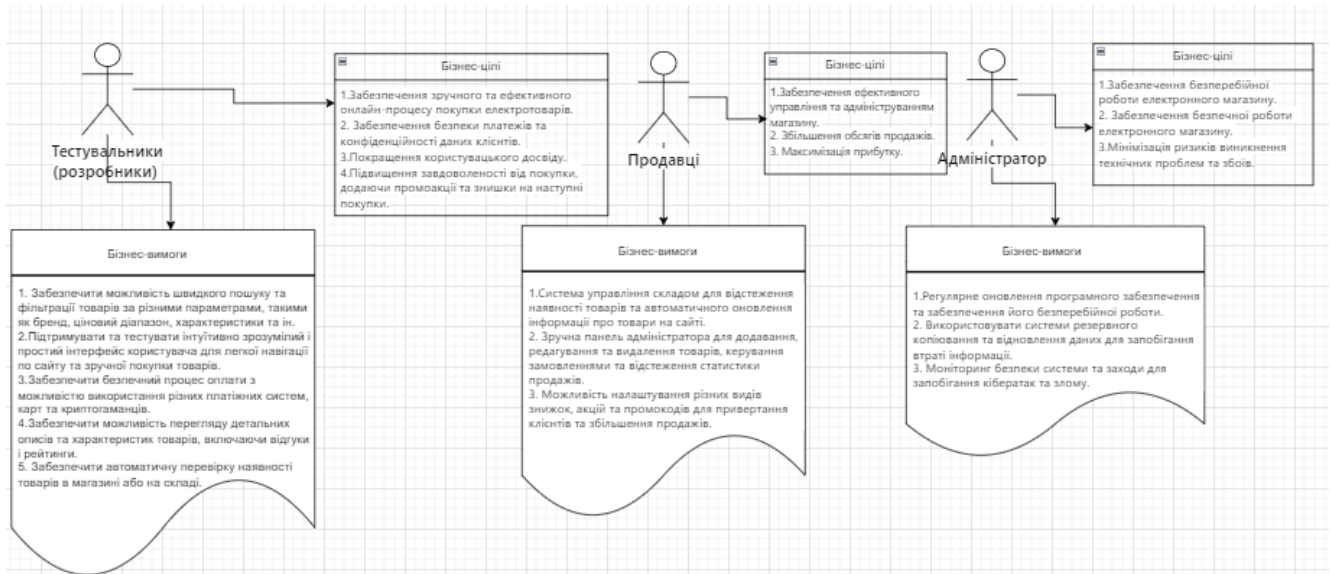 Тестувальники
(розробники)
Бізнес-цілі
1.Забезпечення зручного та ефективного
онлайн-процесу покупки електротоварів.
2. Забезпечення безпеки платежів та
конфіденційності даних клієнтів.
3.Покращення користувацького досвіду.
4.Підвищення завдоволеності від покупки,
додаючи промоакції та знишки на наступні
покупки.
Бізнес-вимоги
1. Забезпечити можливість швидкого пошуку та
фільтрації товарів за різними параметрами, такими
як бренд, ціновий діапазон, характеристики та ін.
2.Підтримувати та тестувати інтуїтивно зрозумілий і
простий інтерфейс користувача для легкої навігації
по сайту та зручної покупки товарів.
3.Забезпечити безпечний процес оплати з
можливістю використання різних платіжних систем,
карт та криптогаманців.
4.Забезпечити можливість перегляду детальних
описів та характеристик товарів, включаючи відгуки
і рейтинги.
5. Забезпечити автоматичну перевірку наявності
товарів в магазині або на складі.
Продавці
Бізнес-цілі
1.Забезпечення ефективного
управління та адмініструванням
магазину.
2. Збільшення обсягів продажів.
3. Максимізація прибутку.
Бізнес-вимоги
1.Система управління складом для відстеження
наявності товарів та автоматичного оновлення
інформації про товари на сайті.
2. Зручна панель адміністратора для додавання,
редагування та видалення товарів, керування
замовленнями та відстеження статистики
продажів.
3. Можливість налаштування різних видів
знижок, акцій та промокодів для привертання
клієнтів та збільшення продажів.
Адміністратор
Бізнес-цілі
1.Забезпечення безперебійної
роботи електронного магазину.
2. Забезпечення безпечної роботи
електронного магазину.
3.Мінімізація ризиків виникнення
технічних проблем та збоїв.
Бізнес-вимоги
1.Регулярне оновлення програмного забезпечення
та забезпечення його безперебійної роботи.
2. Використовувати системи резервного
копіювання та відновлення даних для запобігання
втраті інформації.
3. Моніторинг безпеки системи та заходи для
запобігання кібератак та злому.